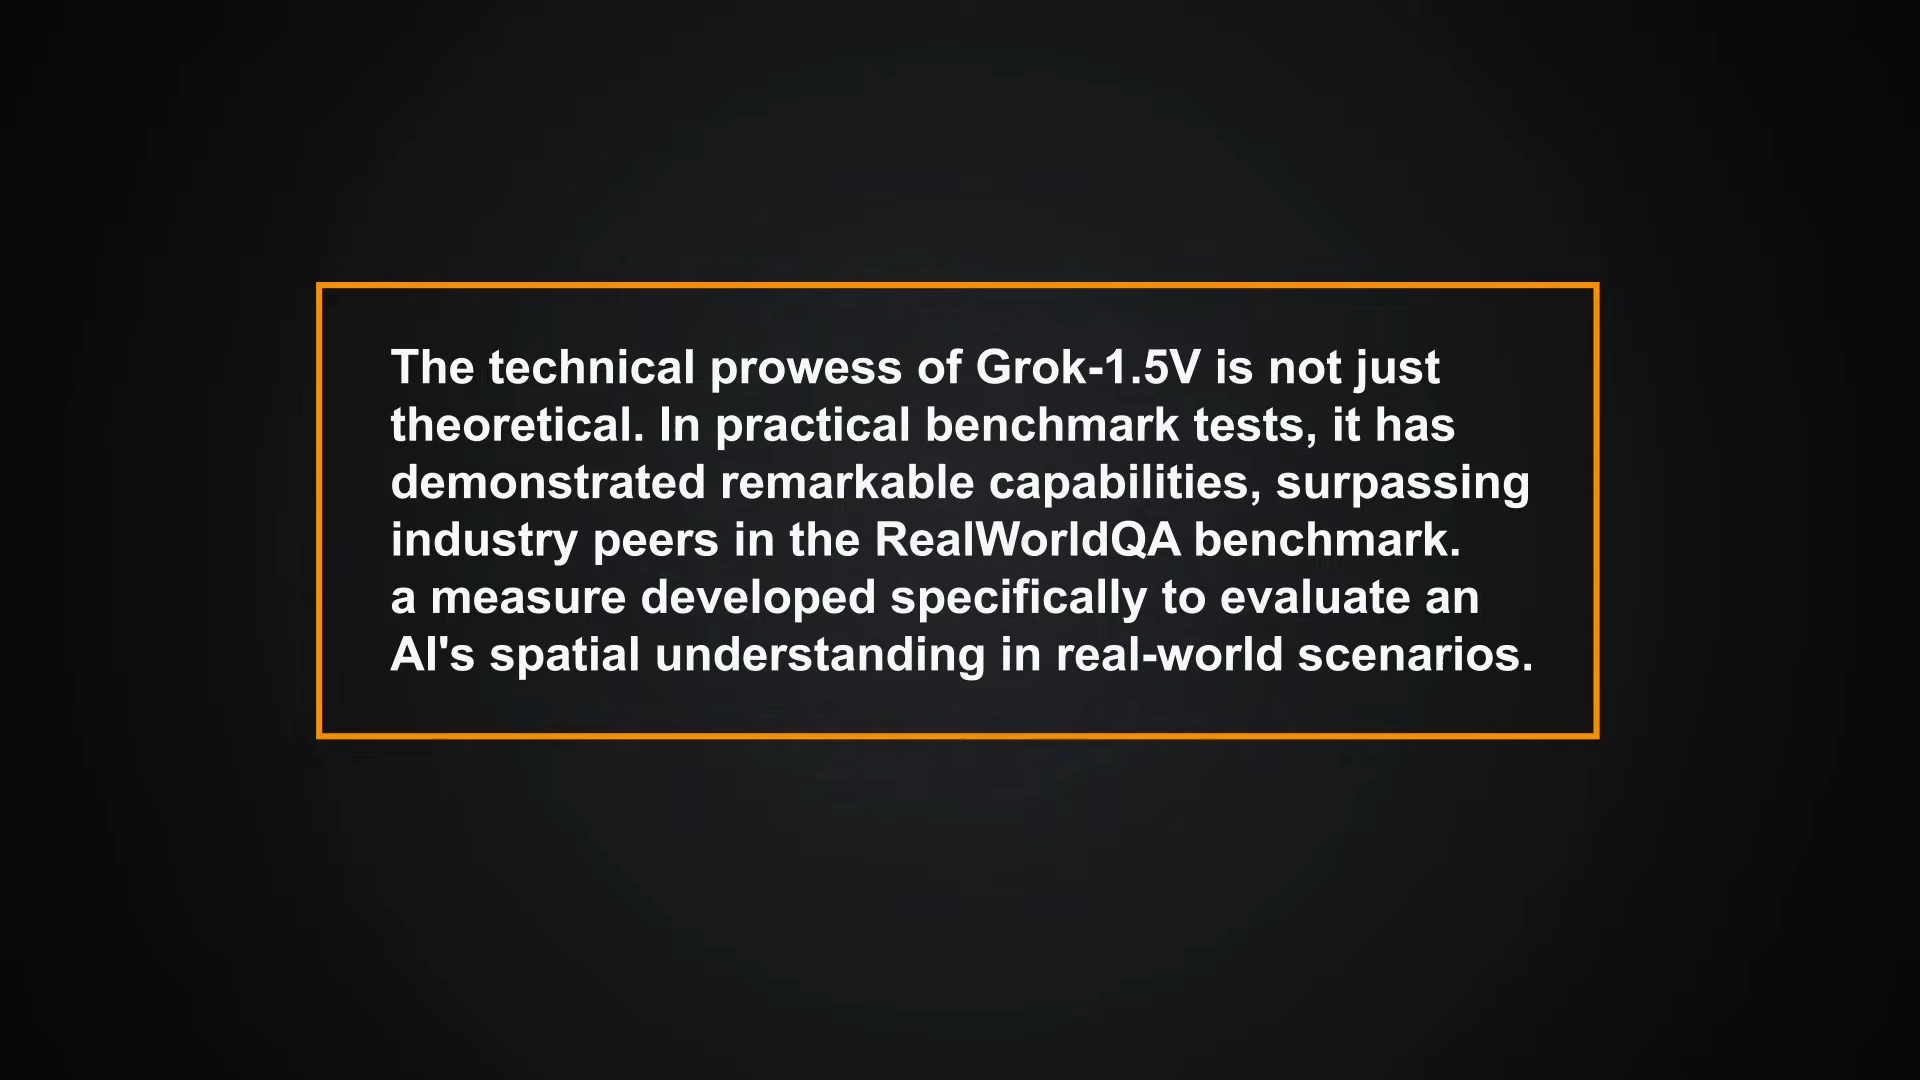 The technical prowess of Grok-1.5V is not just
theoretical. In practical benchmark tests, it has
demonstrated remarkable capabilities, surpassing
industry peers in the RealWorldQA benchmark.
a measure developed specifically to evaluate an
AI's spatial understanding in real-world scenarios.